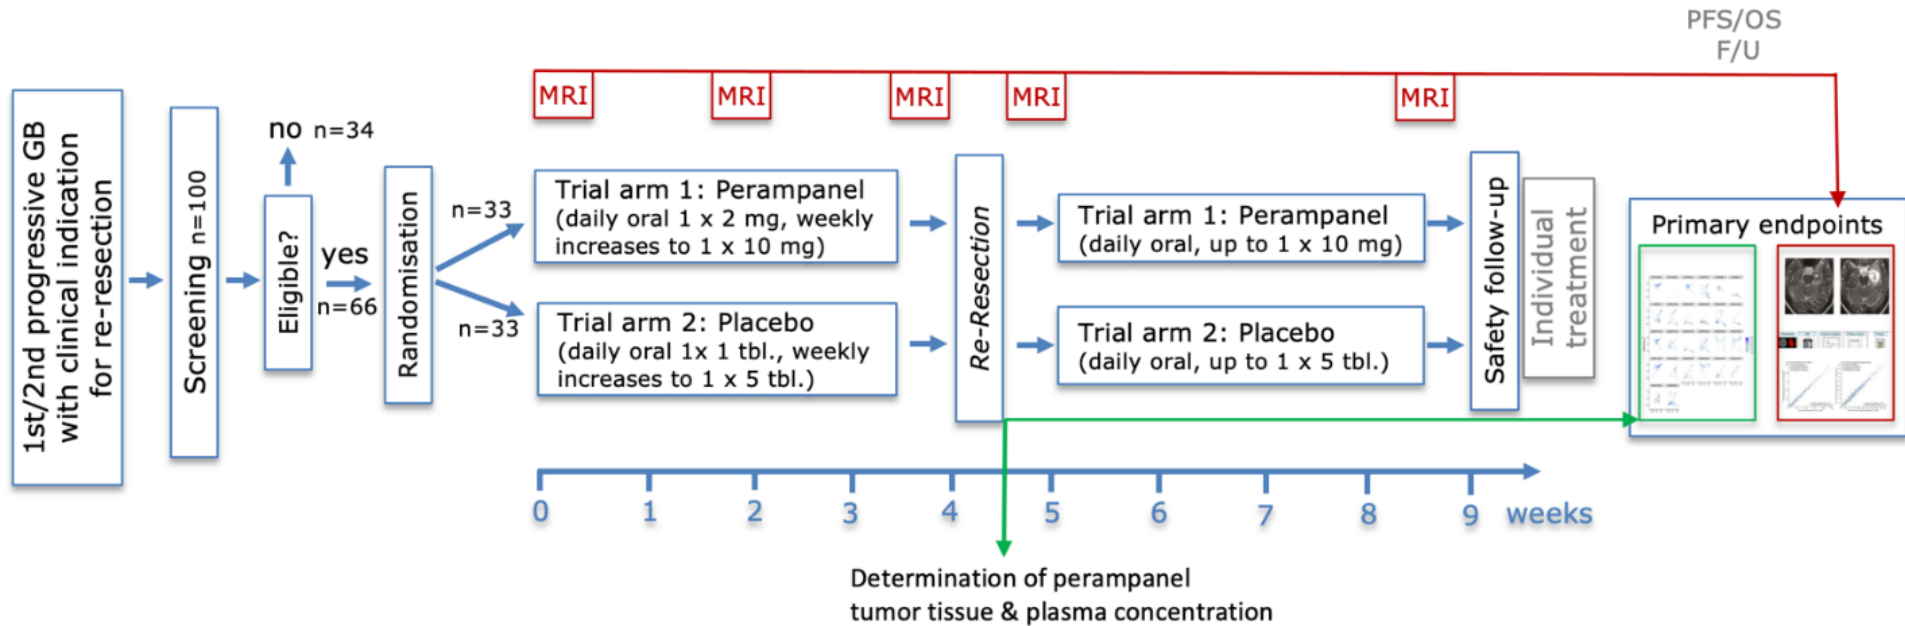 PFS/OS
F/U
MRI
MRI
MRI
MRI
MRI
1st/2nd progressive GB
with clinical indication
for re-resection
Screening n=100
no n=34
Eligible?
yes
n=66
Randomisation
n=33
n=33
Trial arm 1: Perampanel
(daily oral 1 x 2 mg, weekly
increases to 1 x 10 mg)
Trial arm 2: Placebo
(daily oral 1x 1 tbl., weekly
increases to 1 x 5 tbl.)
Re-Resection
Trial arm 1: Perampanel
(daily oral, up to 1 x 10 mg)
Trial arm 2: Placebo
(daily oral, up to 1 x 5 tbl.)
Safety follow-up
Individual
treatment
Primary endpoints
0 1 2 3 4 5 6 7 8 9 weeks
Determination of perampanel
tumor tissue & plasma concentration